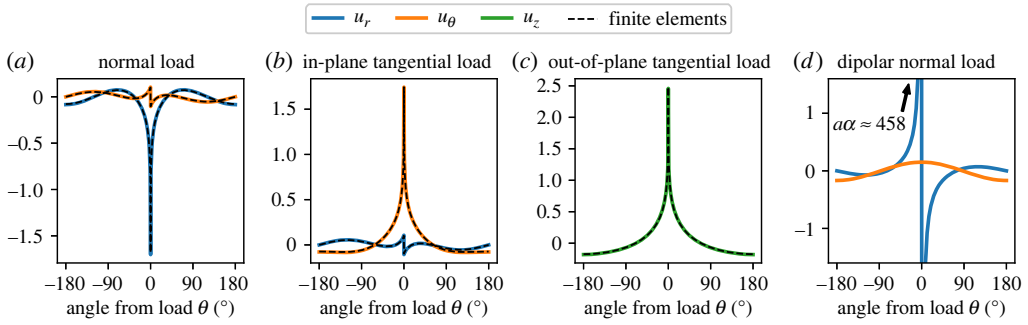 u_r u_θ u_z finite elements
(a) normal load
(b) in-plane tangential load
(c) out-of-plane tangential load
(d) dipolar normal load
0
−0.5
−1.0
−1.5
−180 −90 0 90 180
angle from load θ (°)
1.5
1.0
0.5
0
−180 −90 0 90 180
angle from load θ (°)
2.5
2.0
1.5
1.0
0.5
0
−180 −90 0 90 180
angle from load θ (°)
1
aα ≈ 458
0
−1
−180 −90 0 90 180
angle from load θ (°)